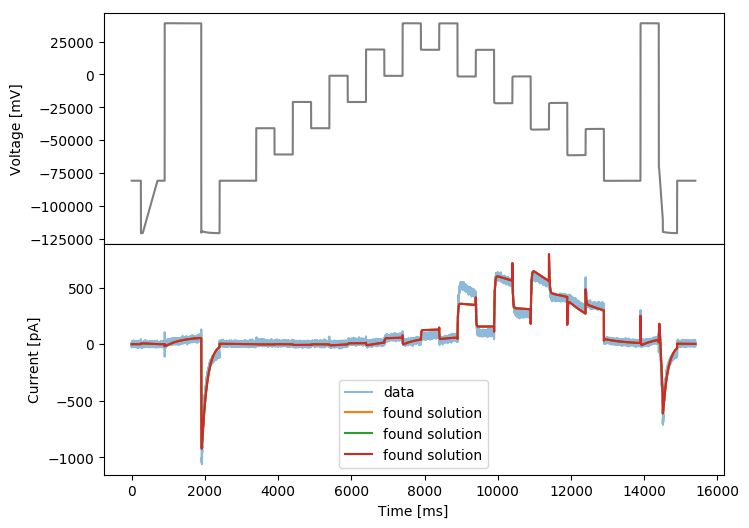 25000
0
−25000
−50000
−75000
−100000
−125000
Voltage [mV]
500
0
−500
−1000
Current [pA]
data
found solution
found solution
found solution
0 2000 4000 6000 8000 10000 12000 14000 16000
Time [ms]